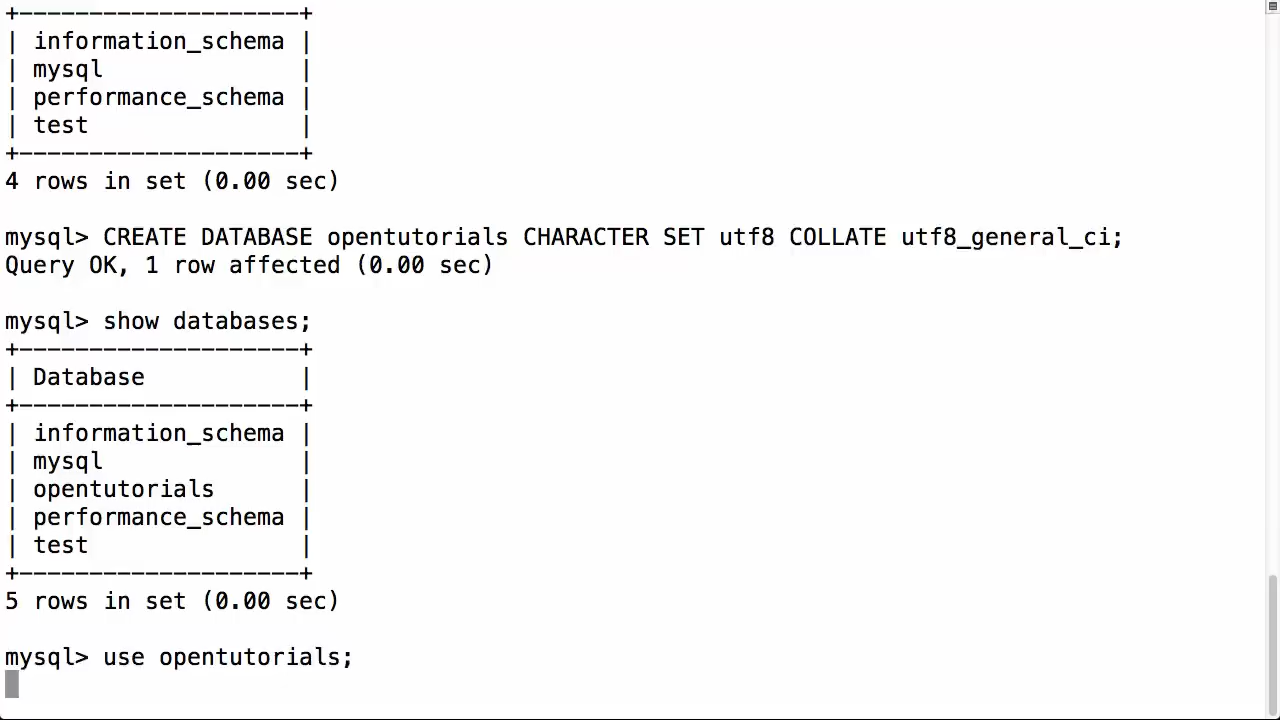 +--------------------+
| information_schema |
| mysql              |
| performance_schema |
| test               |
+--------------------+
4 rows in set (0.00 sec)
mysql> CREATE DATABASE opentutorials CHARACTER SET utf8 COLLATE utf8_general_ci;
Query OK, 1 row affected (0.00 sec)
mysql> show databases;
+--------------------+
| Database           |
+--------------------+
| information_schema |
| mysql              |
| opentutorials      |
| performance_schema |
| test               |
+--------------------+
5 rows in set (0.00 sec)
mysql> use opentutorials;